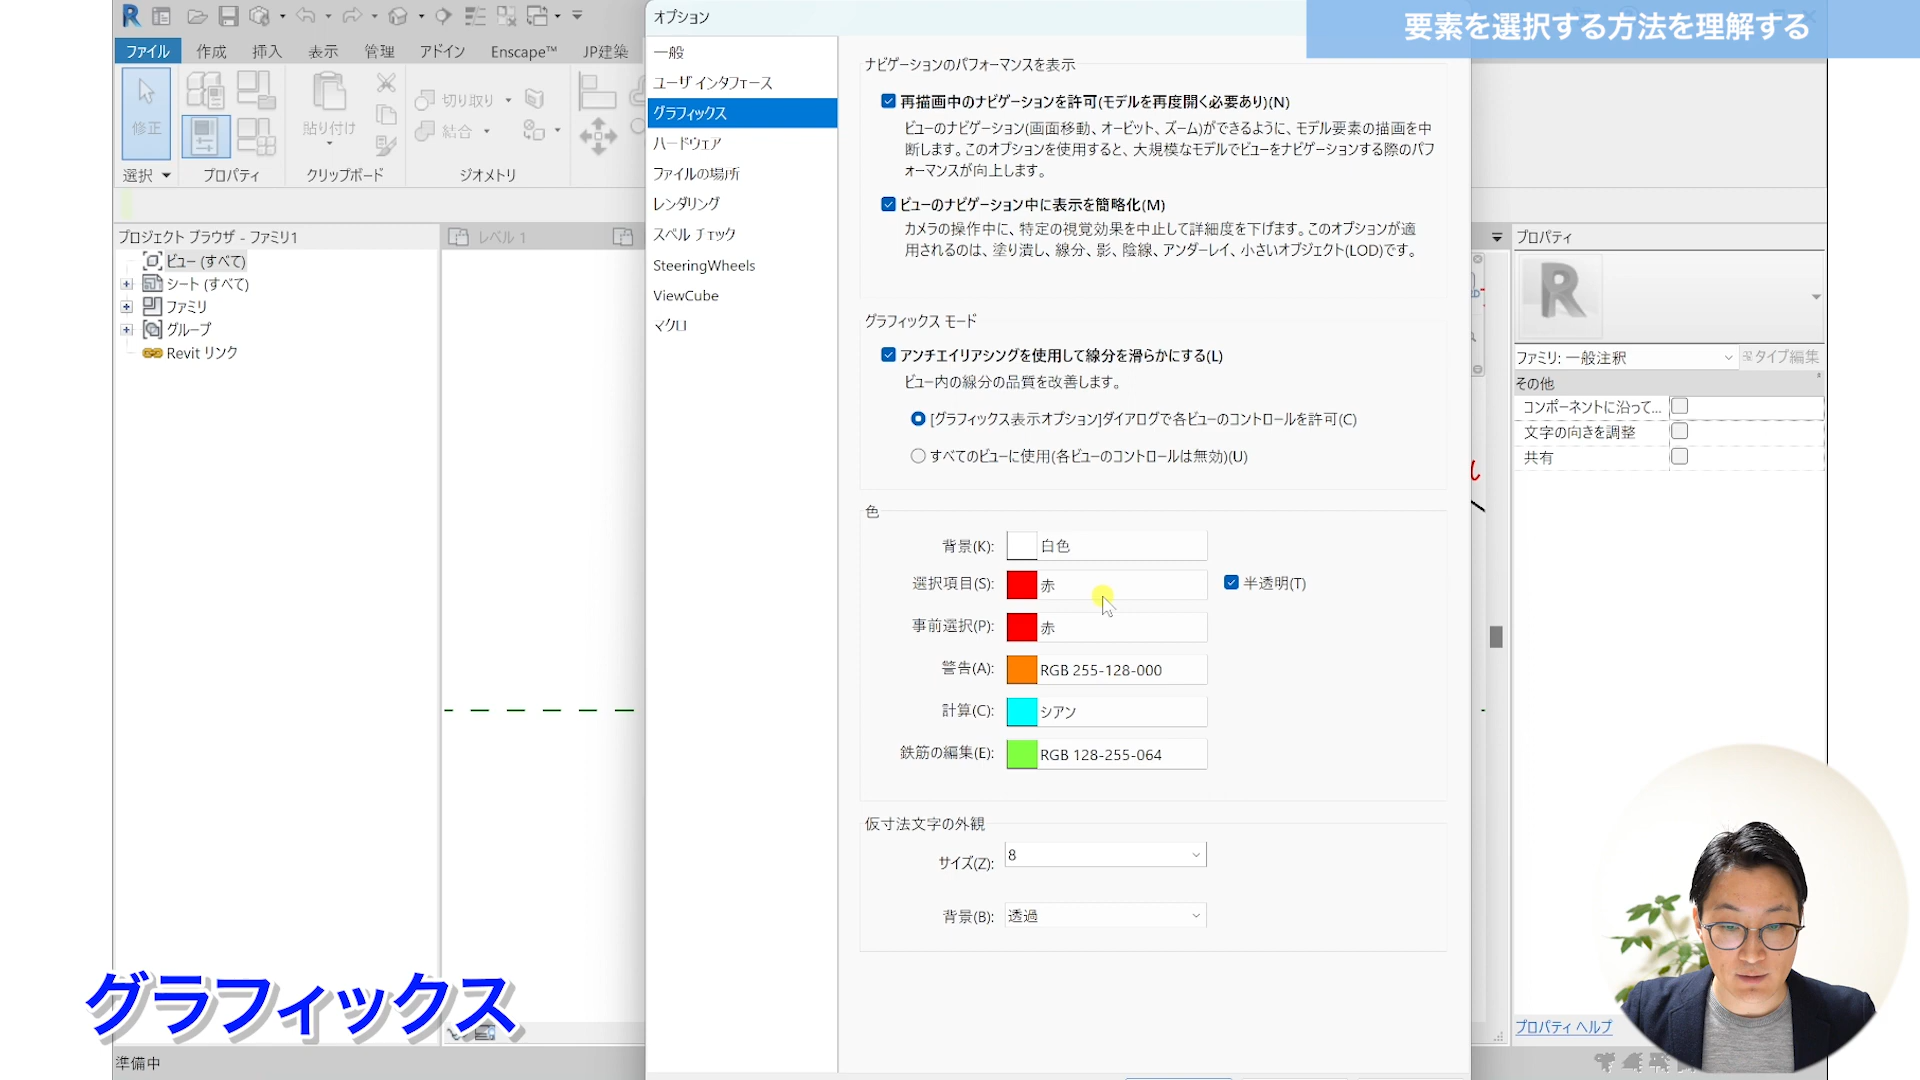 オプション
要素を選択する方法を理解する
ファイル 作成 挿入 表示 管理 アドイン Enscape™ JP建築
修正
貼り付け
切り取り
結合
選択 プロパティ クリップボード ジオメトリ
プロジェクト ブラウザ - ファミリ1
ビュー (すべて)
シート (すべて)
ファミリ
グループ
Revit リンク
レベル 1
一般
ユーザ インタフェース
グラフィックス
ハードウェア
ファイルの場所
レンダリング
スペル チェック
SteeringWheels
ViewCube
マクロ
ナビゲーションのパフォーマンスを表示
再描画中のナビゲーションを許可(モデルを再度開く必要あり)(N)
ビューのナビゲーション(画面移動、オービット、ズーム)ができるように、モデル要素の描画を中
断します。このオプションを使用すると、大規模なモデルでビューをナビゲーションする際のパフ
ォーマンスが向上します。
ビューのナビゲーション中に表示を簡略化(M)
カメラの操作中に、特定の視覚効果を中止して詳細度を下げます。このオプションが適
用されるのは、塗り潰し、線分、影、陰線、アンダーレイ、小さいオブジェクト(LOD)です。
グラフィックス モード
アンチエイリアシングを使用して線分を滑らかにする(L)
ビュー内の線分の品質を改善します。
[グラフィックス表示オプション]ダイアログで各ビューのコントロールを許可(C)
すべてのビューに使用(各ビューのコントロールは無効)(U)
色
背景(K): 白色
選択項目(S): 赤 半透明(T)
事前選択(P): 赤
警告(A): RGB 255-128-000
計算(C): シアン
鉄筋の編集(E): RGB 128-255-064
仮寸法文字の外観
サイズ(Z): 8
背景(B): 透過
プロパティ
ファミリ: 一般注釈 タイプ編集
その他
コンポーネントに沿って...
文字の向きを調整
共有
プロパティ ヘルプ
グラフィックス
準備中